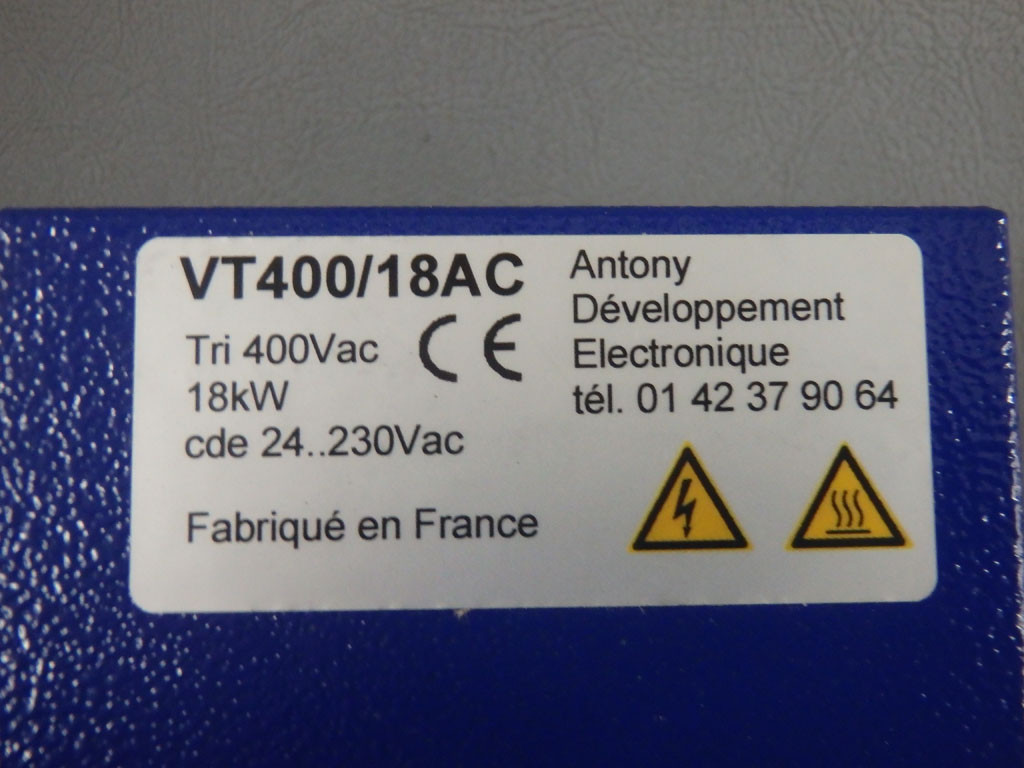 VT400/18AC
Tri 400Vac
18kW
cde 24..230Vac
Fabriqué en France
CE
Antony
Développement
Electronique
tél. 01 42 37 90 64